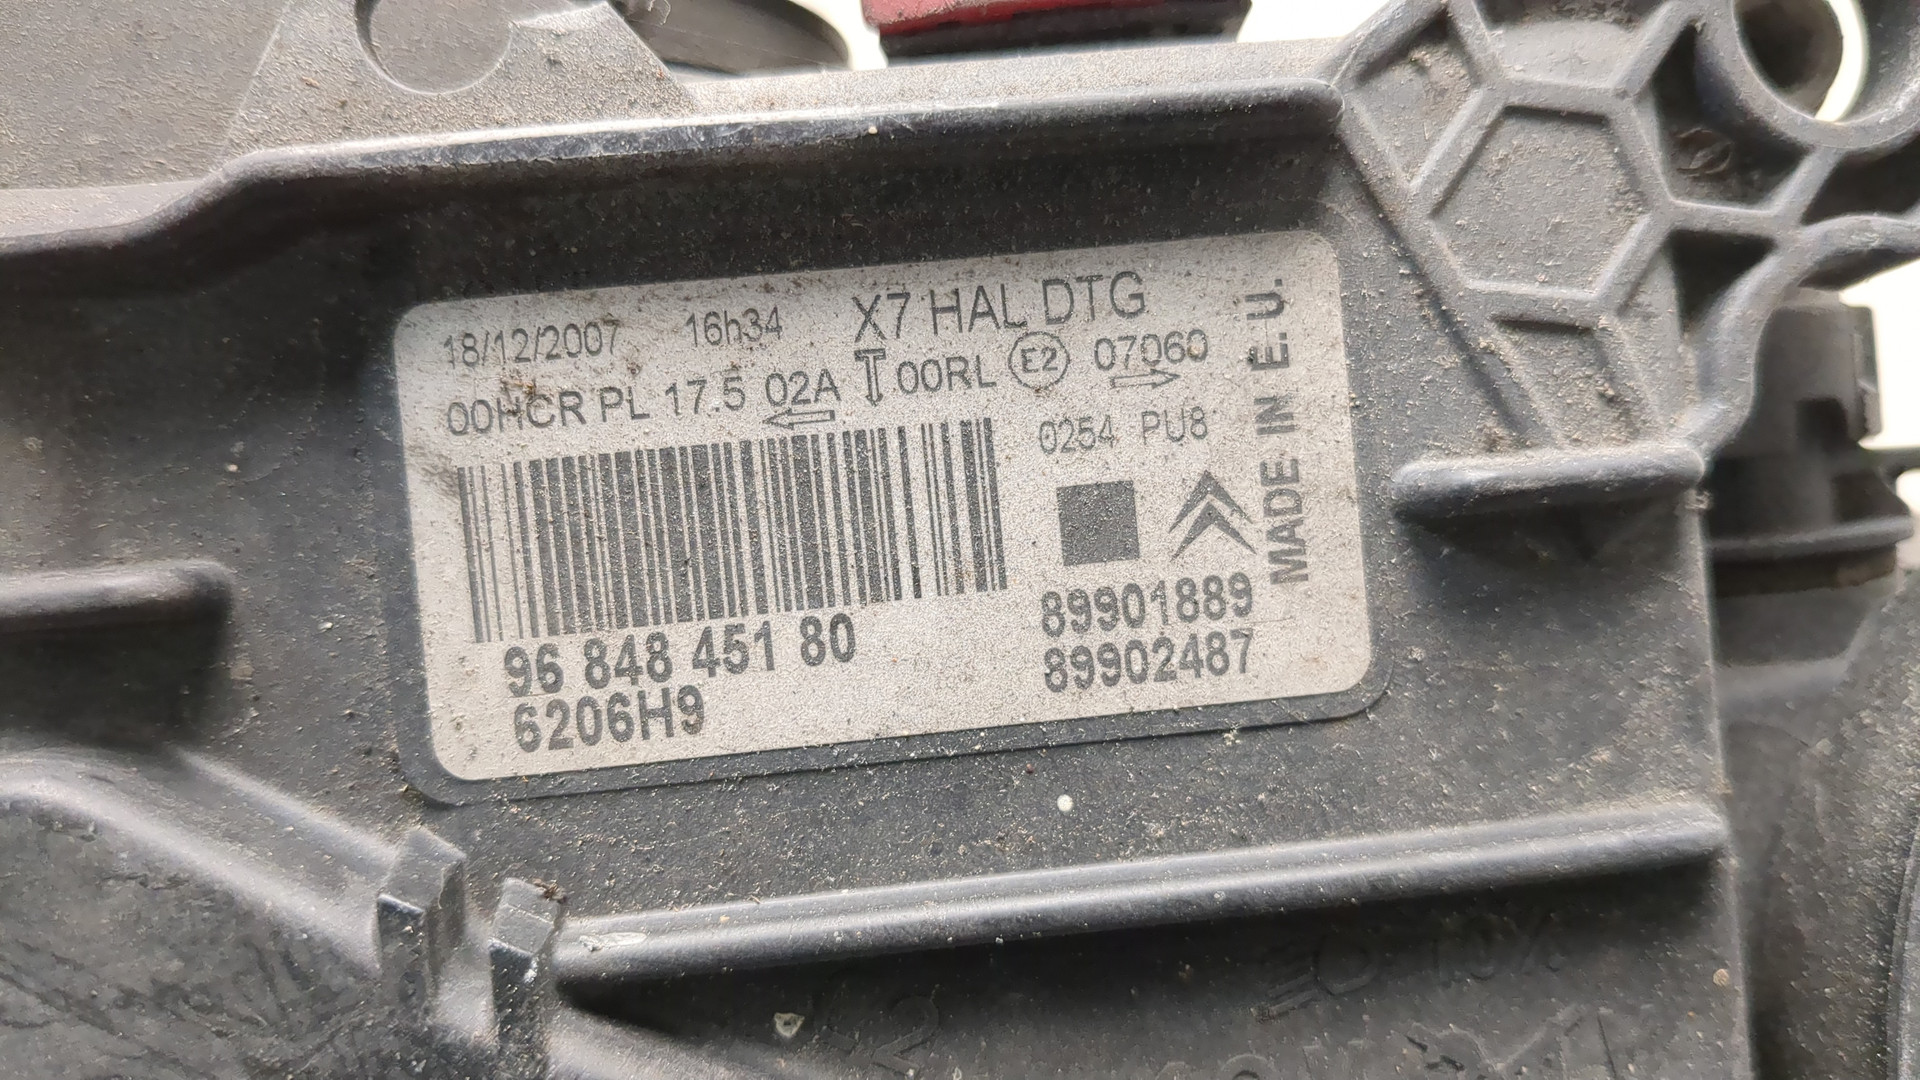 18/12/2007 16h34 X7 HAL DTG
00HCR PL 17.5 02A 00RL E2 07060
0254 PU8
96 848 451 80
6206H9
89901889
89902487
MADE IN E.U.